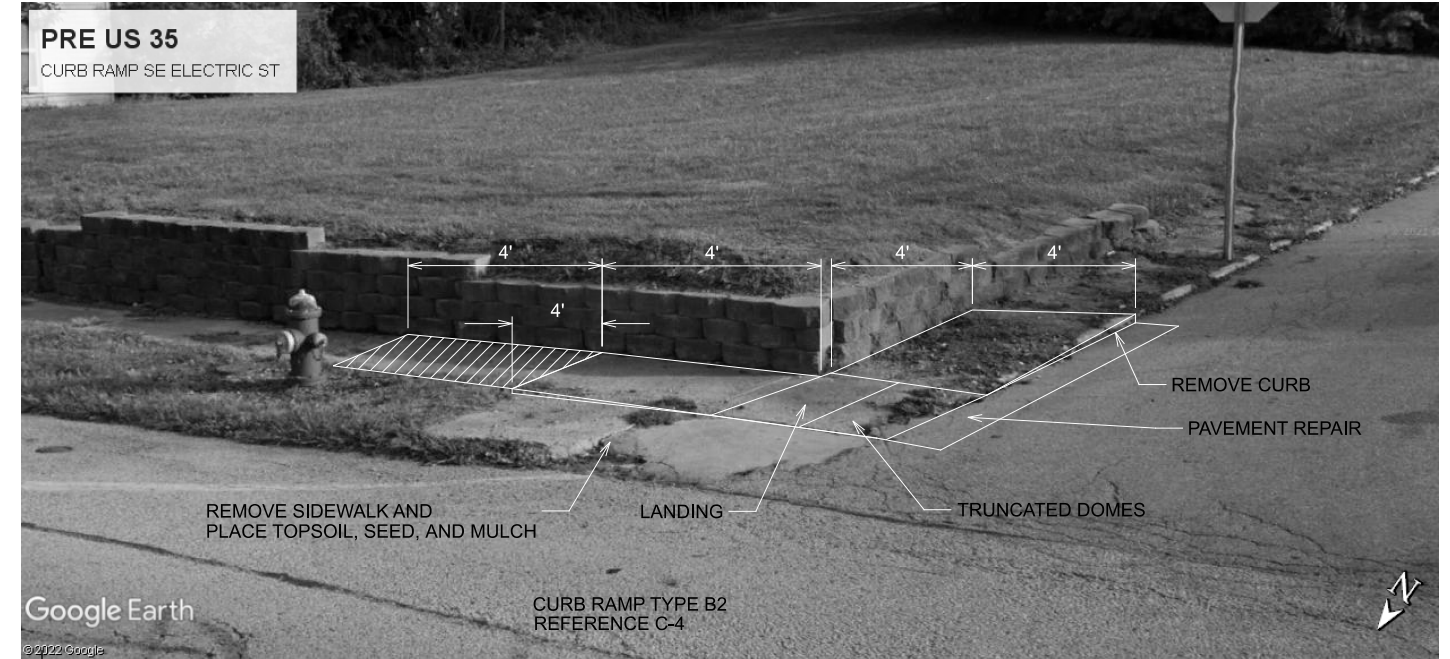 PRE US 35
CURB RAMP SE ELECTRIC ST
4'
4'
4'
4'
4'
REMOVE CURB
PAVEMENT REPAIR
REMOVE SIDEWALK AND
PLACE TOPSOIL, SEED, AND MULCH
LANDING
TRUNCATED DOMES
CURB RAMP TYPE B2
REFERENCE C-4
N
Google Earth
©2022 Google